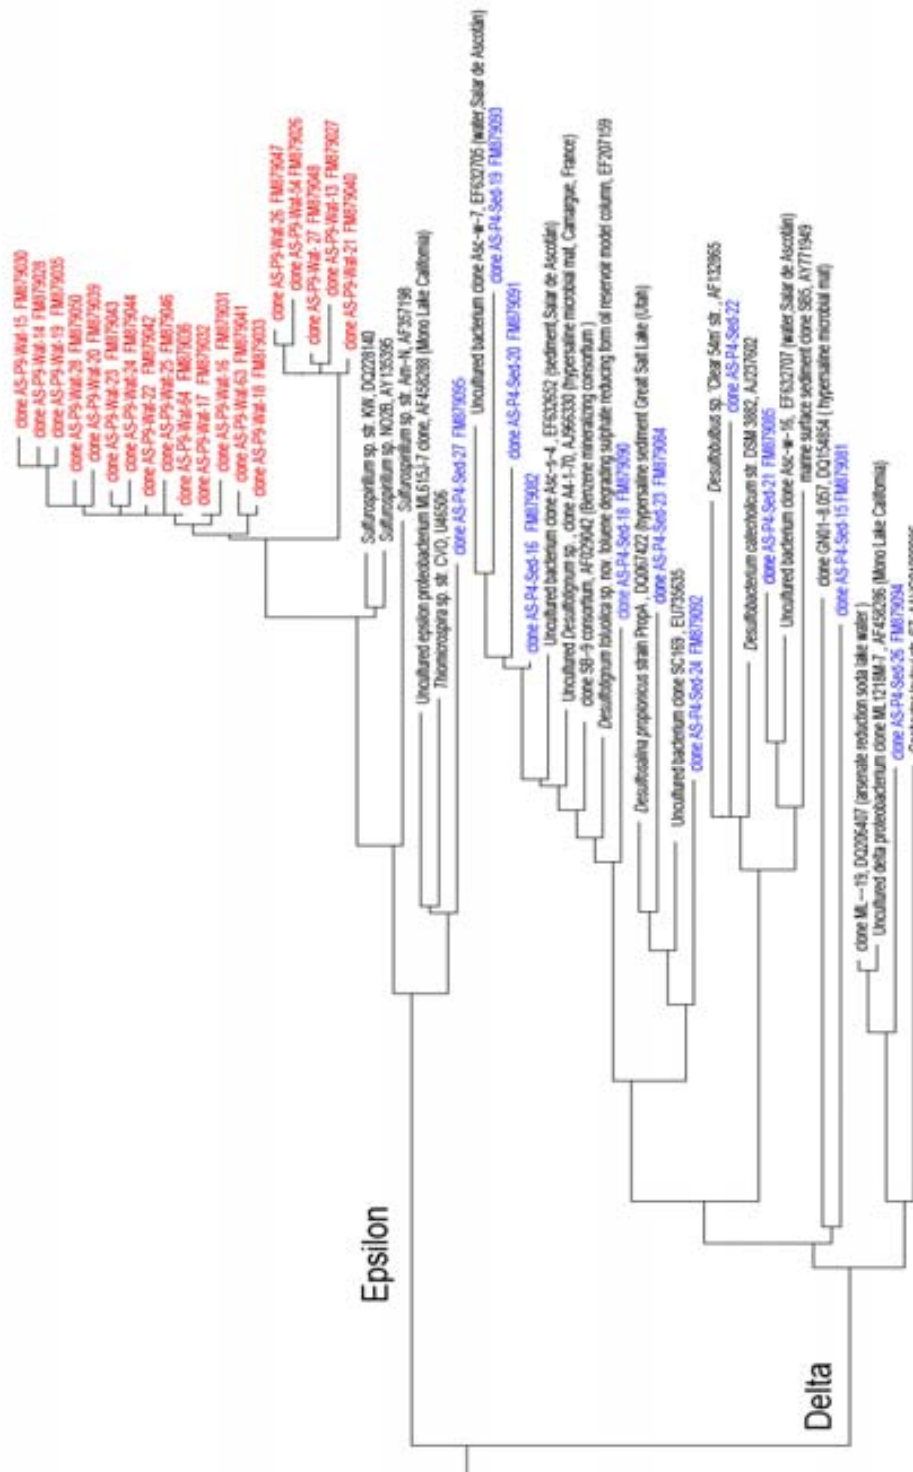 clone AS-P9-Wat-15 FM879030
clone AS-P9-Wat-14 FM879028
clone AS-P9-Wat-19 FM879035
clone AS-P9-Wat-28 FM879050
clone AS-P9-Wat-20 FM879039
clone AS-P9-Wat-23 FM879043
clone AS-P9-Wat-24 FM879044
clone AS-P9-Wat-22 FM879042
clone AS-P9-Wat-25 FM879046
clone AS-P9-Wat-64 FM879036
clone AS-P9-Wat-17 FM879032
clone AS-P9-Wat-16 FM879031
clone AS-P9-Wat-63 FM879041
clone AS-P9-Wat-18 FM879033
clone AS-P9-Wat-26 FM879047
clone AS-P9-Wat-54 FM879026
clone AS-P9-Wat- 27 FM879048
clone AS-P9-Wat-13 FM879027
clone AS-P9-Wat-21 FM879040
Sulfurospirillum sp. str. KW, DQ228140
Sulfurospirillum sp. NO2B, AY135395
Sulfurospirillum sp. str. Am-N, AF357198
Uncultured epsilon proteobacterium ML615J-7 clone, AF458288 (Mono Lake California)
Thiomicrospira sp. str. CVO, U46506
clone AS-P4-Sed-27 FM879095
Epsilon
Uncultured bacterium clone Asc-w-7, EF632705 (water,Salar de Ascotán)
clone AS-P4-Sed-19 FM879093
clone AS-P4-Sed-20 FM879091
clone AS-P4-Sed-16 FM879082
Uncultured bacterium clone Asc-s-4 , EF632652 (sediment,Salar de Ascotán)
Uncultured Desulfotignum sp. , clone A4-1-70, AJ966330 (hypersaline microbial mat, Camargue, France)
clone SB-9 consortium, AF029042 (Benzene mineralizing consortium )
Desulfotignum toluolica sp. nov. toluene degrading sulphate reducing form oil reservoir model column, EF207159
clone AS-P4-Sed-18 FM879090
Desulfosalina propionicus strain PropA , DQ067422 (hypersaline sediment Great Salt Lake (Utah)
clone AS-P4-Sed-23 FM879084
Uncultured bacterium clone SC169 , EU735635
clone AS-P4-Sed-24 FM879092
Desulfobulbus sp. 'Clear 54m' str. , AF132865
clone AS-P4-Sed-22
Desulfobacterium catecholicum str. DSM 3882, AJ237602
clone AS-P4-Sed-21 FM879085
Uncultured bacterium clone Asc-w-16, EF632707 (water,Salar de Ascotán)
marine surface sediment clone SB5, AY771949
clone GN01-8.057, DQ154854 ( hypersaline microbial mat)
clone AS-P4-Sed-15 FM879081
clone ML---19, DQ206407 (arsenate reduction soda lake water )
Uncultured delta proteobacterium clone ML1218M-7 , AF458286 (Mono Lake California)
clone AS-P4-Sed-26 FM879094
Delta